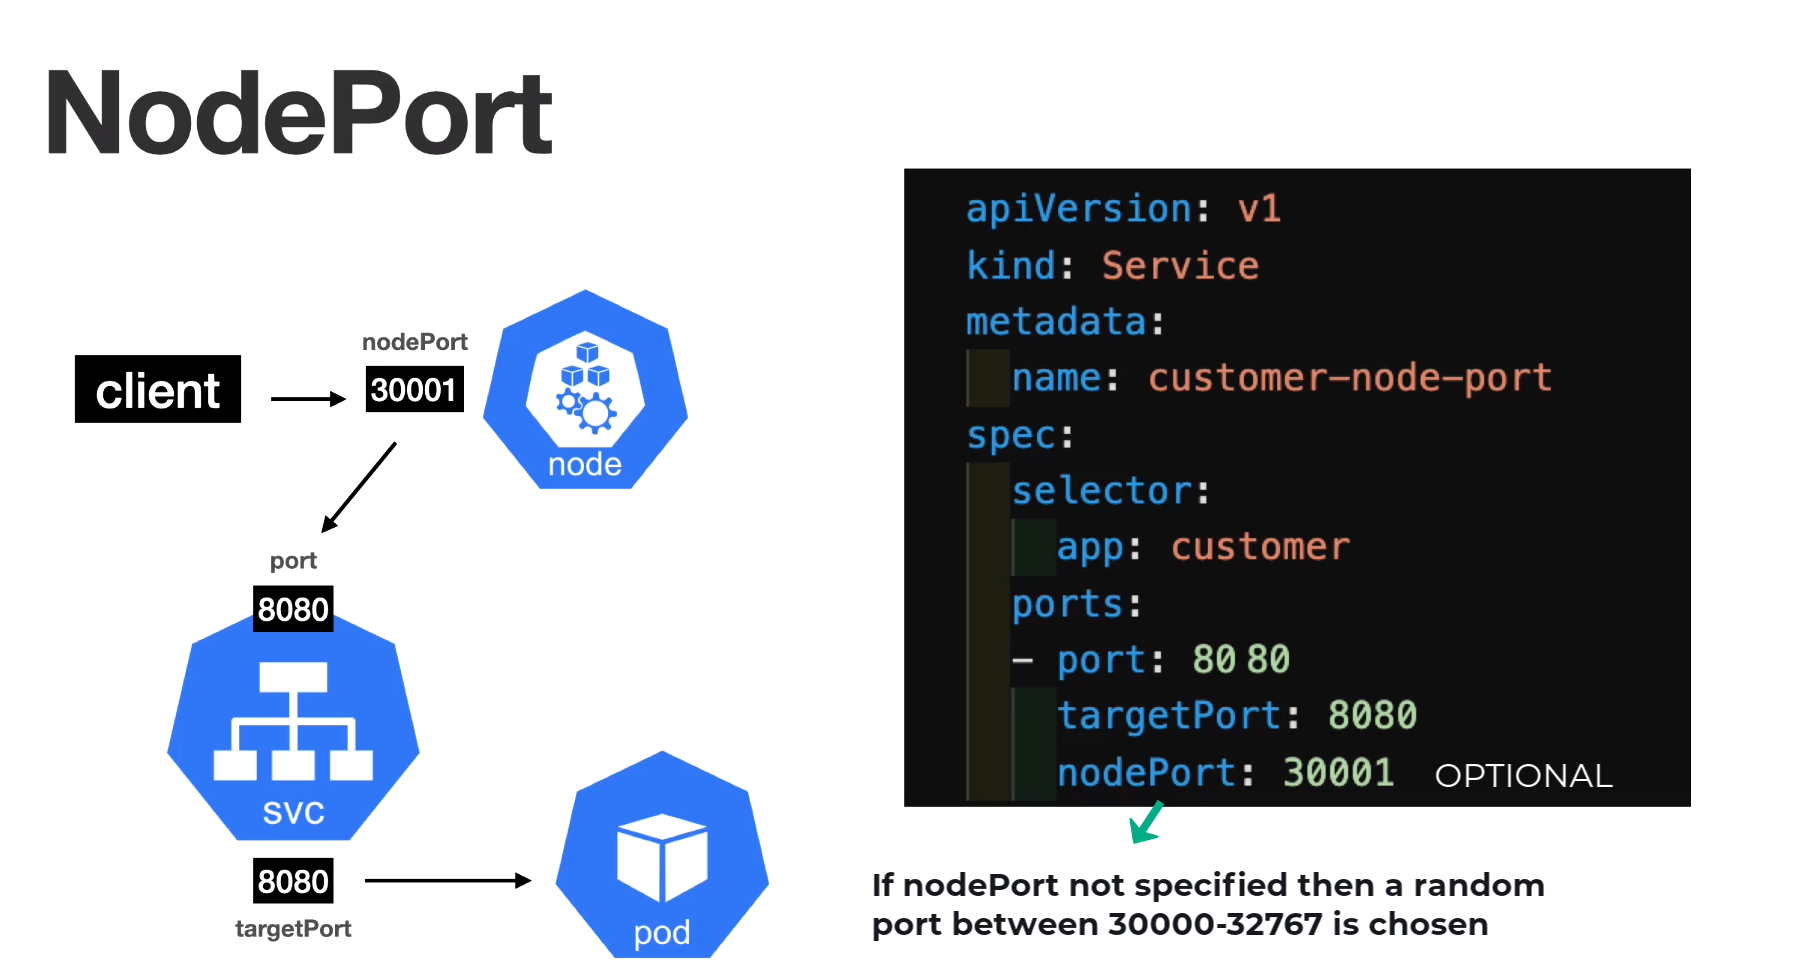 NodePort
client
nodePort
30001
node
port
8080
svc
8080
targetPort
pod
apiVersion: v1
kind: Service
metadata:
name: customer-node-port
spec:
selector:
app: customer
ports:
- port: 8080
targetPort: 8080
nodePort: 30001 OPTIONAL
If nodePort not specified then a random
port between 30000-32767 is chosen